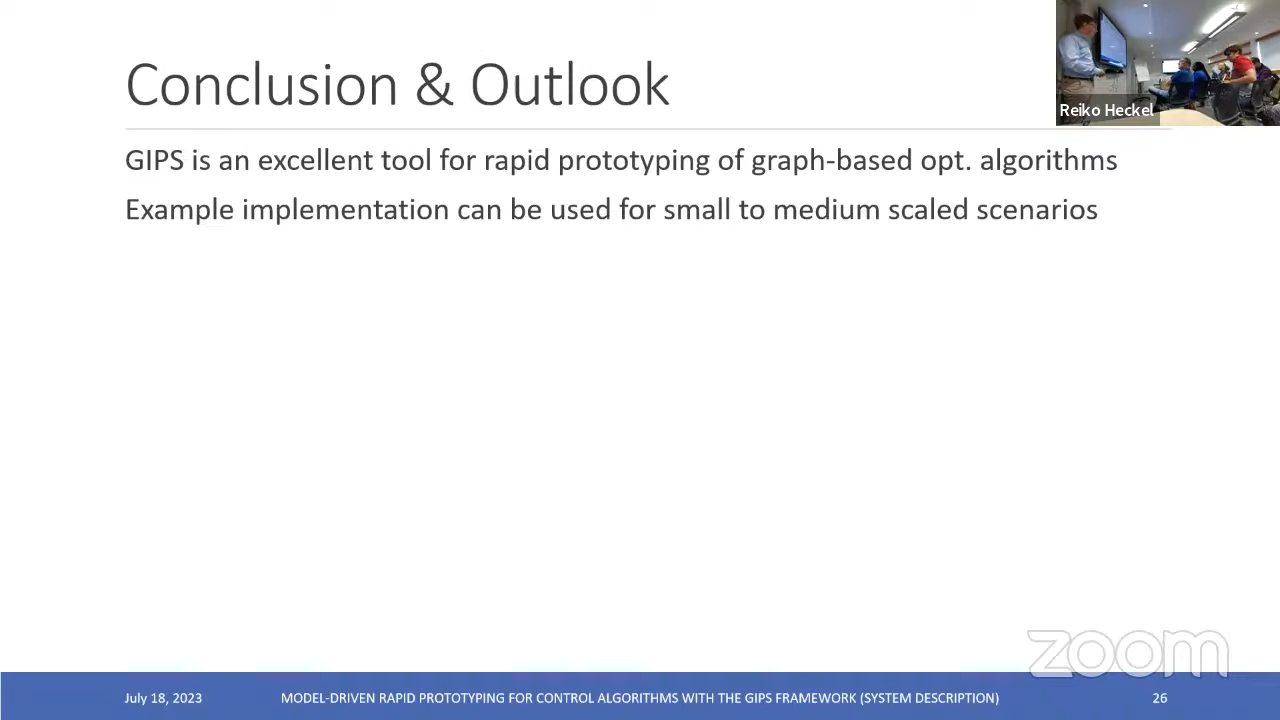 Conclusion & Outlook
Reiko Heckel
GIPS is an excellent tool for rapid prototyping of graph-based opt. algorithms
Example implementation can be used for small to medium scaled scenarios
zoom
July 18, 2023
MODEL-DRIVEN RAPID PROTOTYPING FOR CONTROL ALGORITHMS WITH THE GIPS FRAMEWORK (SYSTEM DESCRIPTION)
26